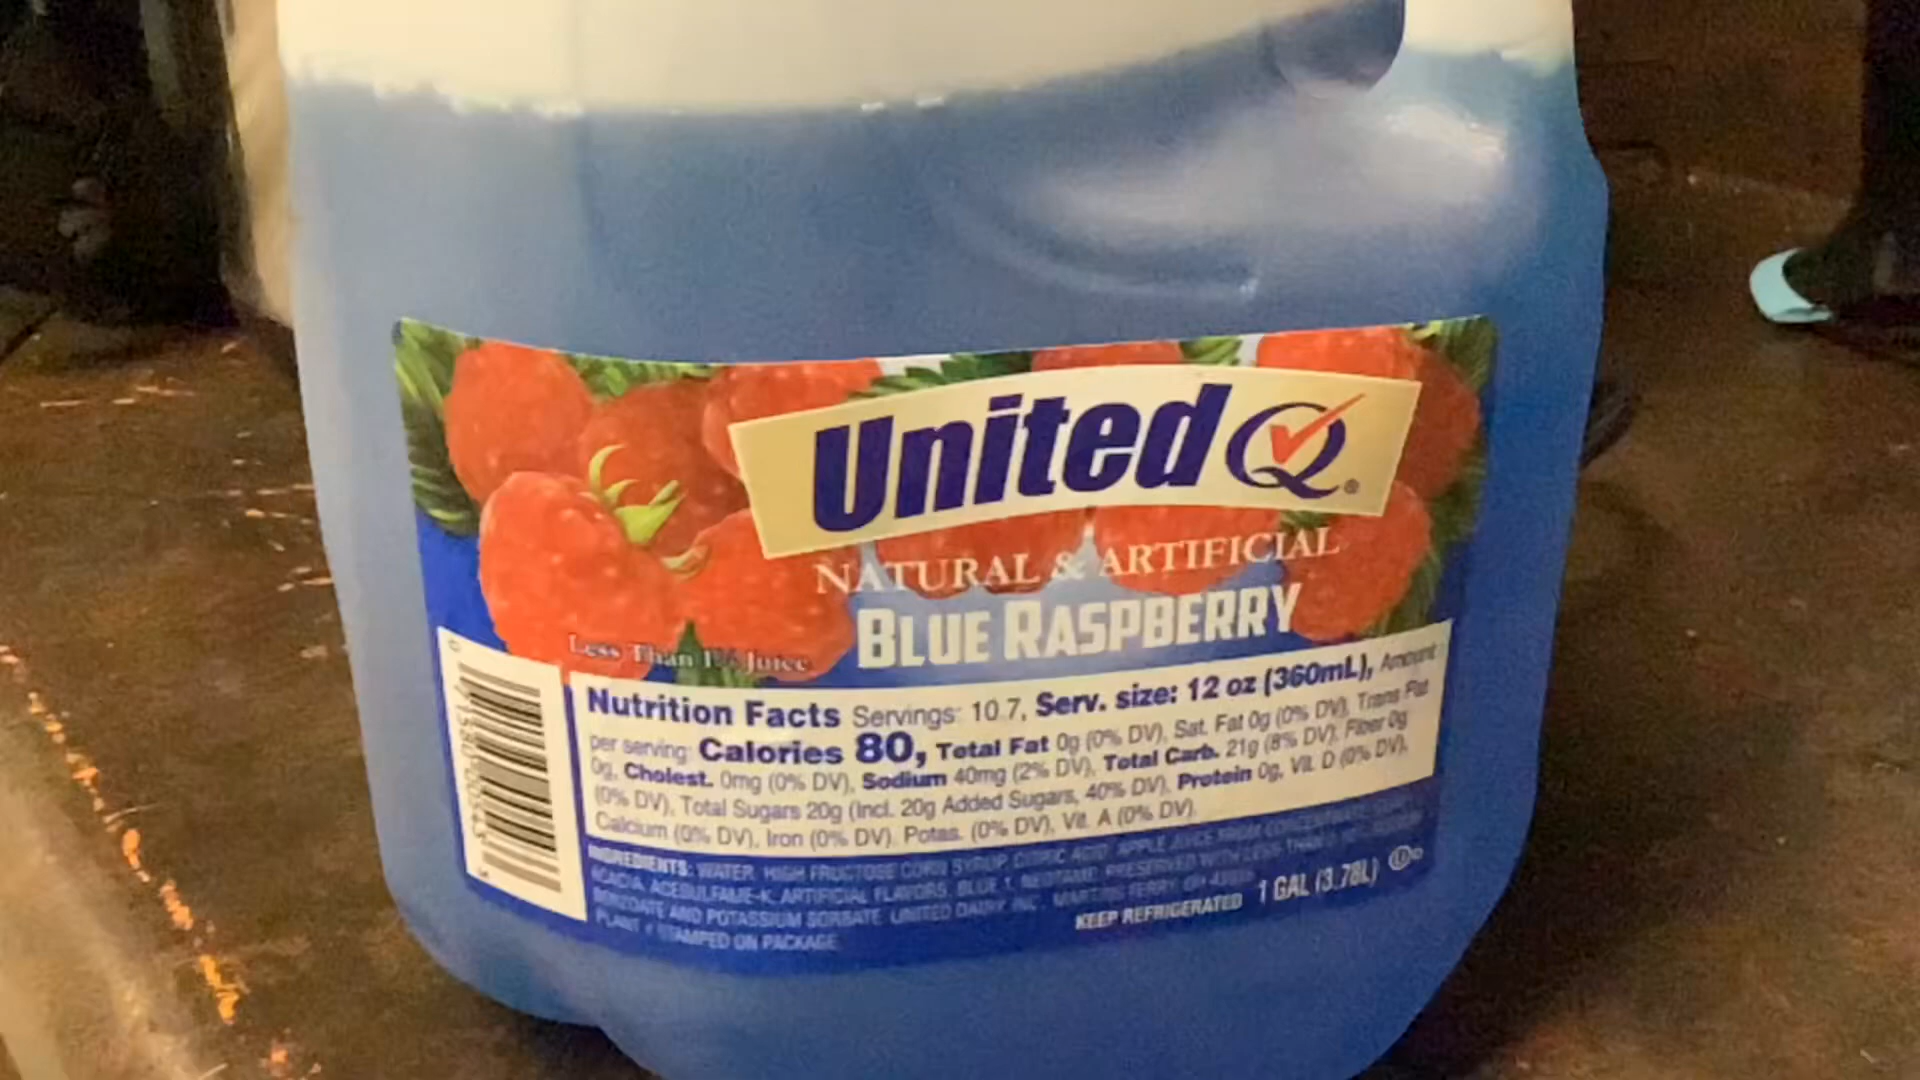 United Q®
NATURAL & ARTIFICIAL
BLUE RASPBERRY
Less Than 1% Juice
Nutrition Facts Servings: 10.7, Serv. size: 12 oz (360mL), Amount
per serving: Calories 80, Total Fat 0g (0% DV), Sat. Fat 0g (0% DV), Trans Fat
0g, Cholest. 0mg (0% DV), Sodium 40mg (2% DV), Total Carb. 21g (8% DV), Fiber 0g
(0% DV), Total Sugars 20g (Incl. 20g Added Sugars, 40% DV), Protein 0g, Vit. D (0% DV),
Calcium (0% DV), Iron (0% DV), Potas. (0% DV), Vit. A (0% DV).
INGREDIENTS: WATER, HIGH FRUCTOSE CORN SYRUP, CITRIC ACID, APPLE JUICE FROM CONCENTRATE,
ACACIA, ACESULFAME-K, ARTIFICIAL FLAVORS, BLUE 1, NEOTAME, PRESERVED WITH LESS THAN
BENZOATE AND POTASSIUM SORBATE. UNITED DAIRY INC. MARTINS FERRY, OH 43935
PLANT # STAMPED ON PACKAGE
KEEP REFRIGERATED 1 GAL (3.78L) Ⓤ D